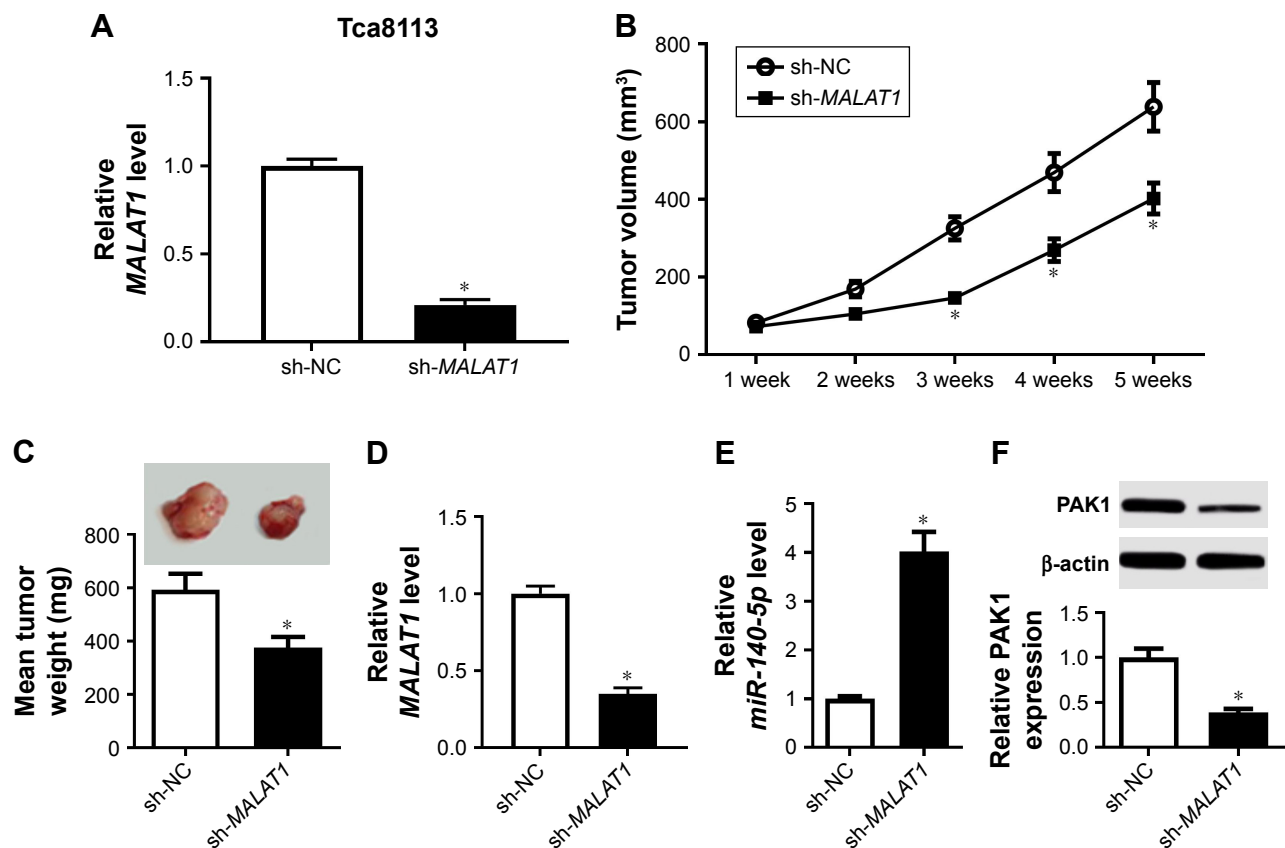 A
Tca8113
Relative
MALAT1 level
1.5
1.0
0.5
0.0
*
sh-NC
sh-MALAT1
B
Tumor volume (mm³)
800
600
400
200
0
sh-NC
sh-MALAT1
*
*
*
1 week
2 weeks
3 weeks
4 weeks
5 weeks
C
Mean tumor
weight (mg)
800
600
400
200
000
*
sh-NC
sh-MALAT1
D
Relative
MALAT1 level
1.5
1.0
0.5
0.0
*
sh-NC
sh-MALAT1
E
Relative
miR-140-5p level
5
4
3
2
1
0
*
sh-NC
sh-MALAT1
F
PAK1
β-actin
Relative PAK1
expression
1.5
1.0
0.5
0.0
*
sh-NC
sh-MALAT1